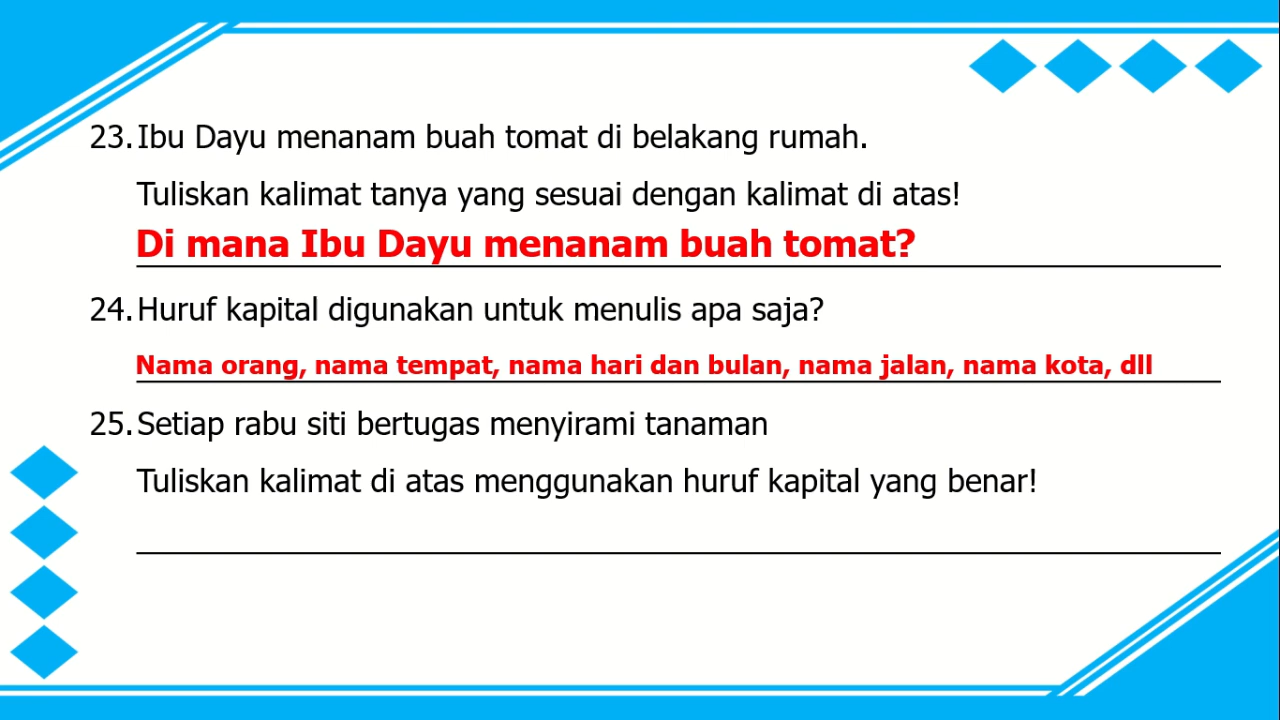 23. Ibu Dayu menanam buah tomat di belakang rumah.
Tuliskan kalimat tanya yang sesuai dengan kalimat di atas!
Di mana Ibu Dayu menanam buah tomat?
24. Huruf kapital digunakan untuk menulis apa saja?
Nama orang, nama tempat, nama hari dan bulan, nama jalan, nama kota, dll
25. Setiap rabu siti bertugas menyirami tanaman
Tuliskan kalimat di atas menggunakan huruf kapital yang benar!